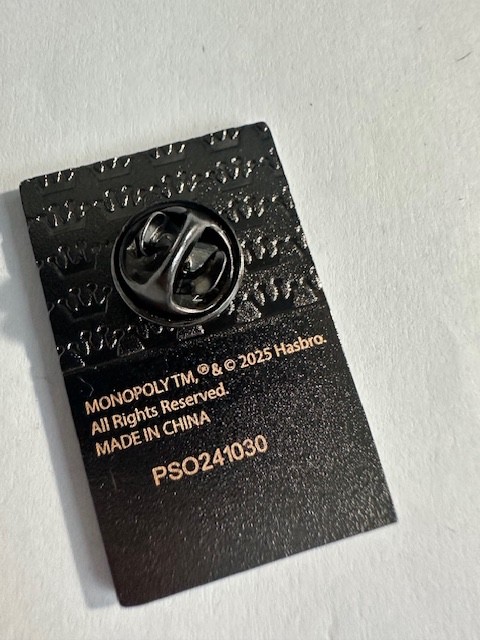 MONOPOLY TM, ® & © 2025 Hasbro.
All Rights Reserved.
MADE IN CHINA
PSO241030